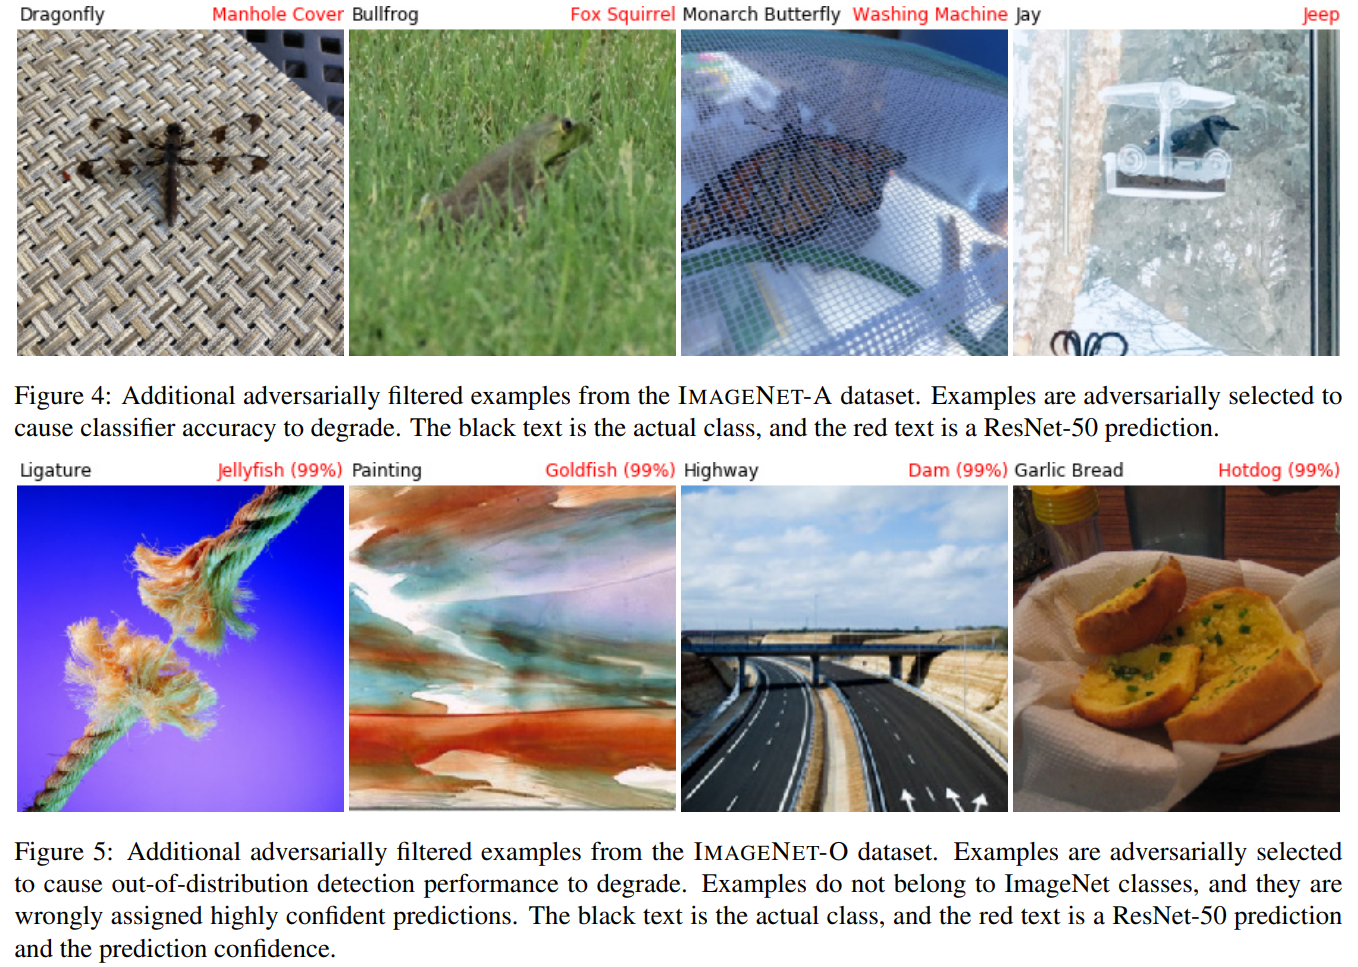 Dragonfly Manhole Cover Bullfrog Fox Squirrel Monarch Butterfly Washing Machine Jay Jeep
Figure 4: Additional adversarially filtered examples from the IMAGENET-A dataset. Examples are adversarially selected to
cause classifier accuracy to degrade. The black text is the actual class, and the red text is a ResNet-50 prediction.
Ligature Jellyfish (99%) Painting Goldfish (99%) Highway Dam (99%) Garlic Bread Hotdog (99%)
Figure 5: Additional adversarially filtered examples from the IMAGENET-O dataset. Examples are adversarially selected
to cause out-of-distribution detection performance to degrade. Examples do not belong to ImageNet classes, and they are
wrongly assigned highly confident predictions. The black text is the actual class, and the red text is a ResNet-50 prediction
and the prediction confidence.